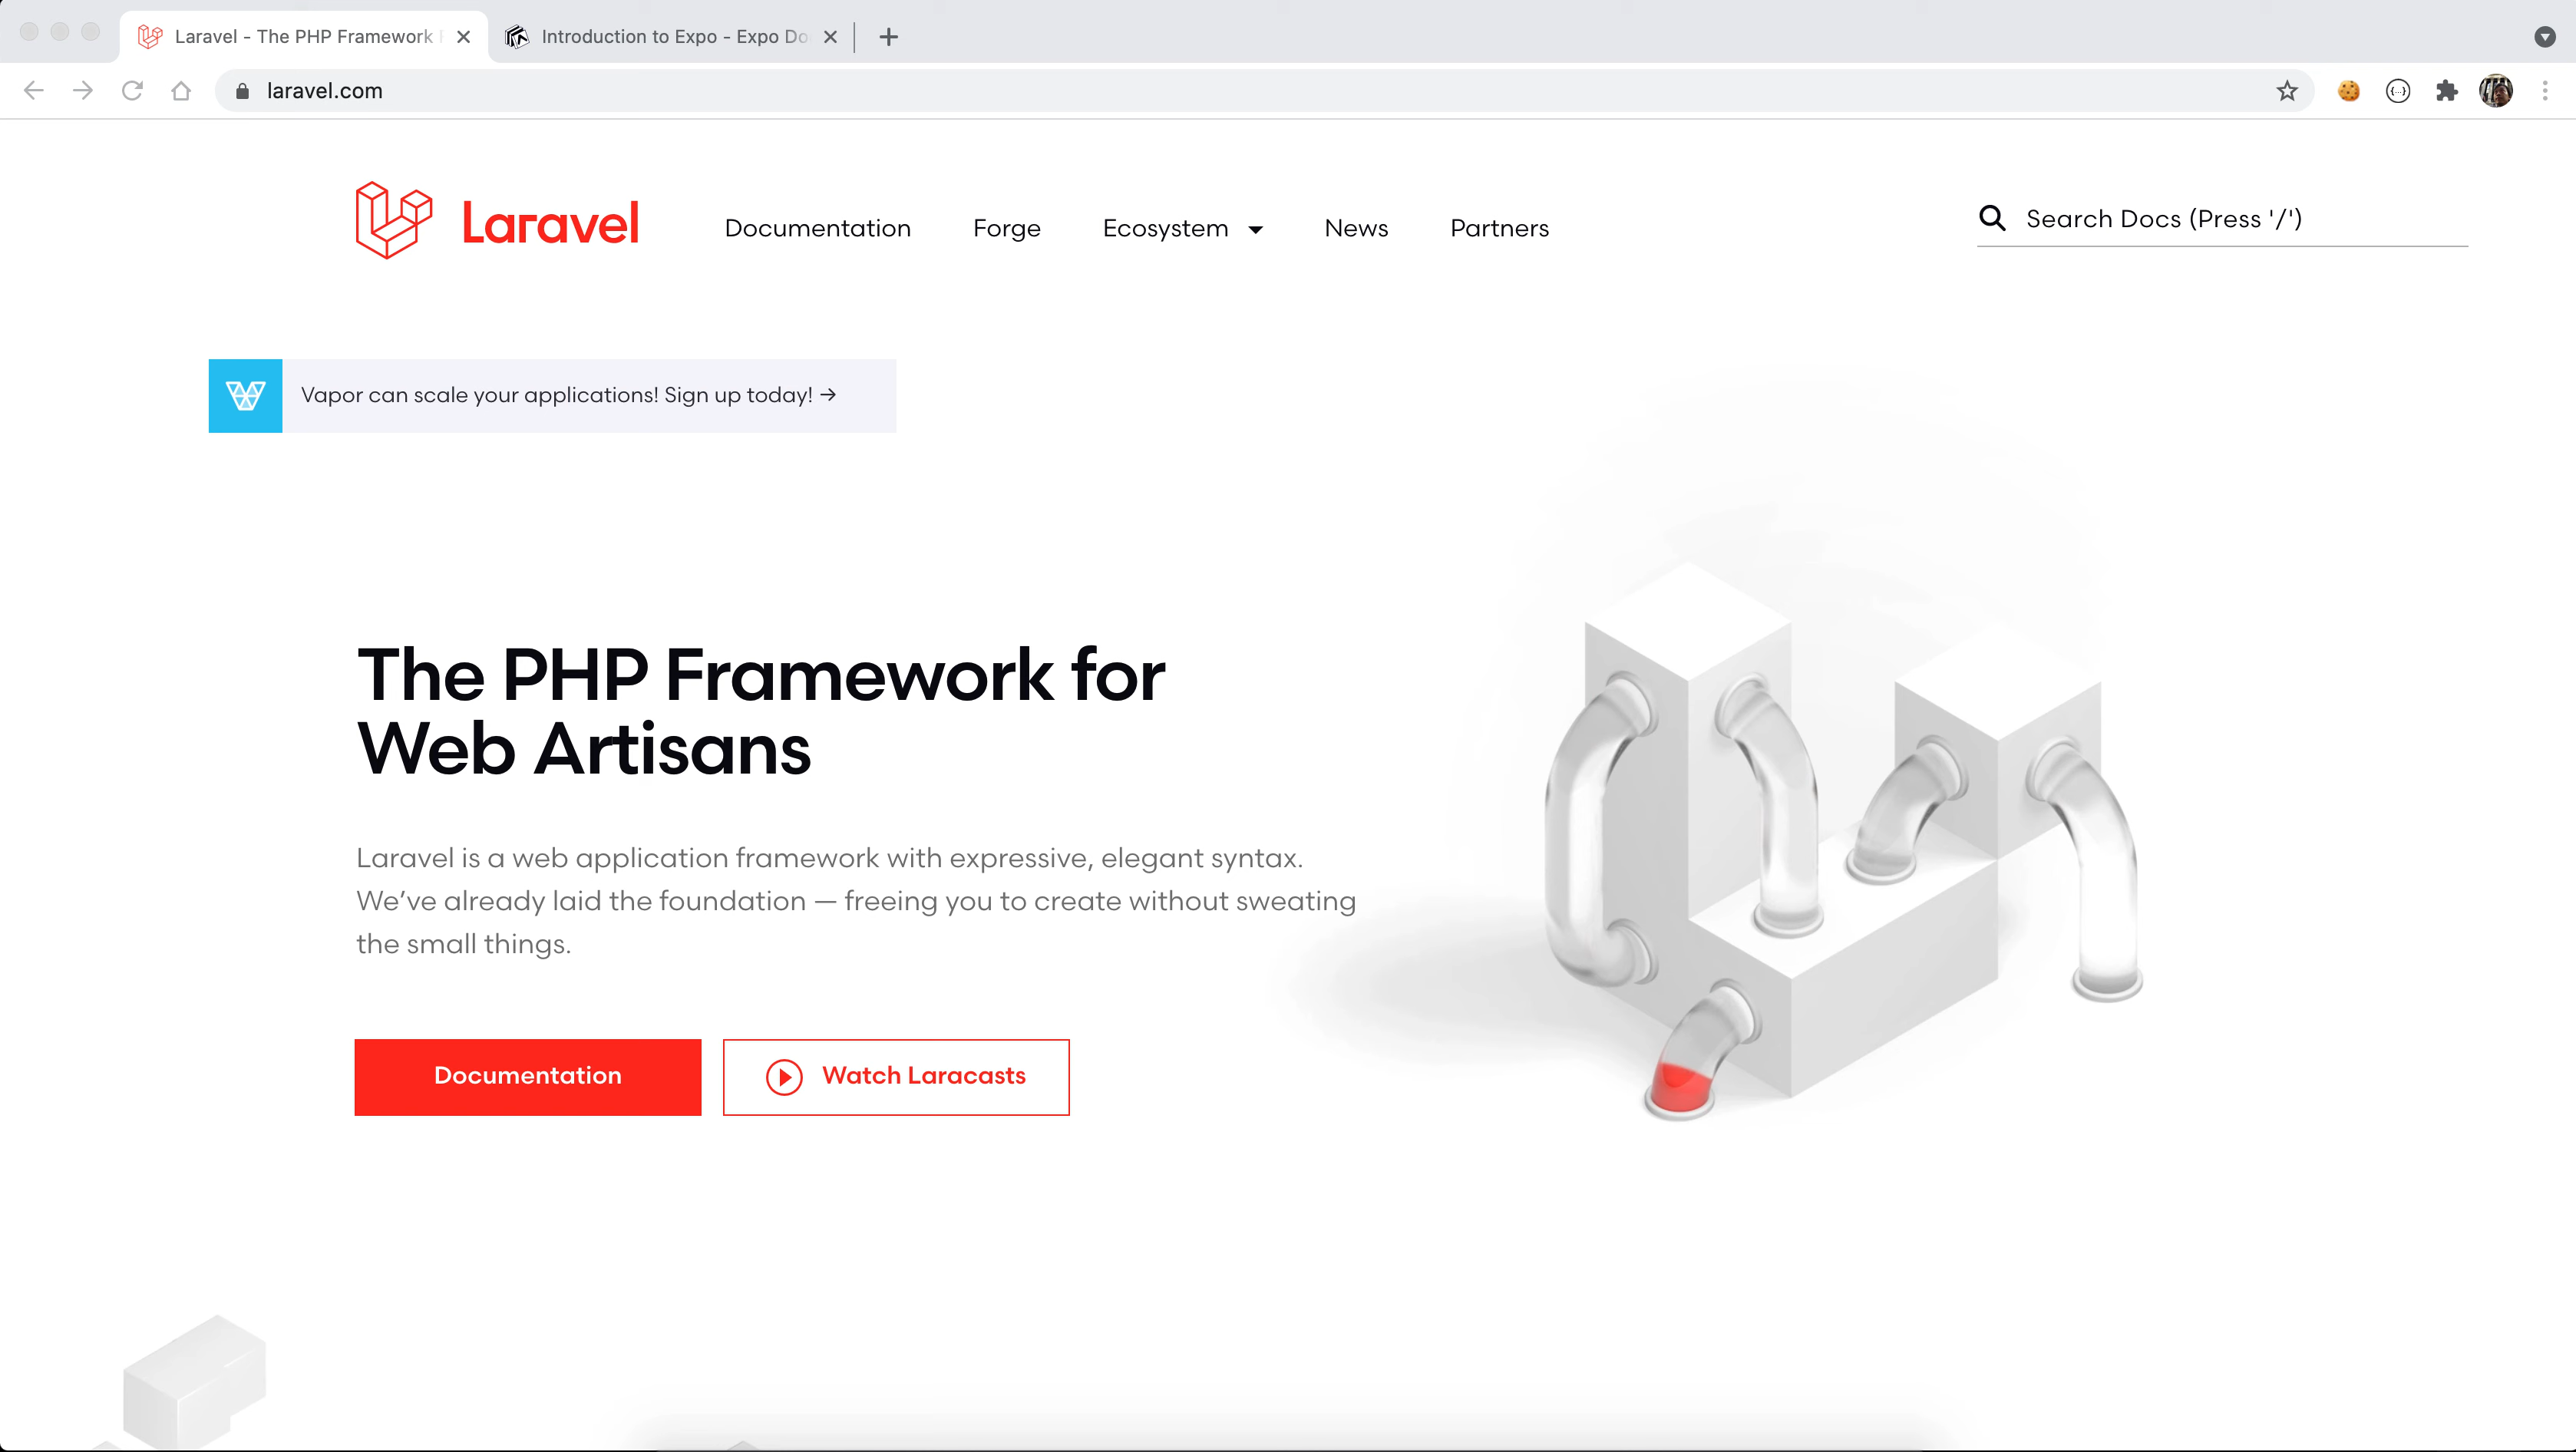 Laravel - The PHP Framework
Introduction to Expo - Expo Do
laravel.com
Laravel
Documentation
Forge
Ecosystem
News
Partners
Search Docs (Press '/')
Vapor can scale your applications! Sign up today! →
The PHP Framework for
Web Artisans
Laravel is a web application framework with expressive, elegant syntax.
We’ve already laid the foundation — freeing you to create without sweating
the small things.
Documentation
Watch Laracasts